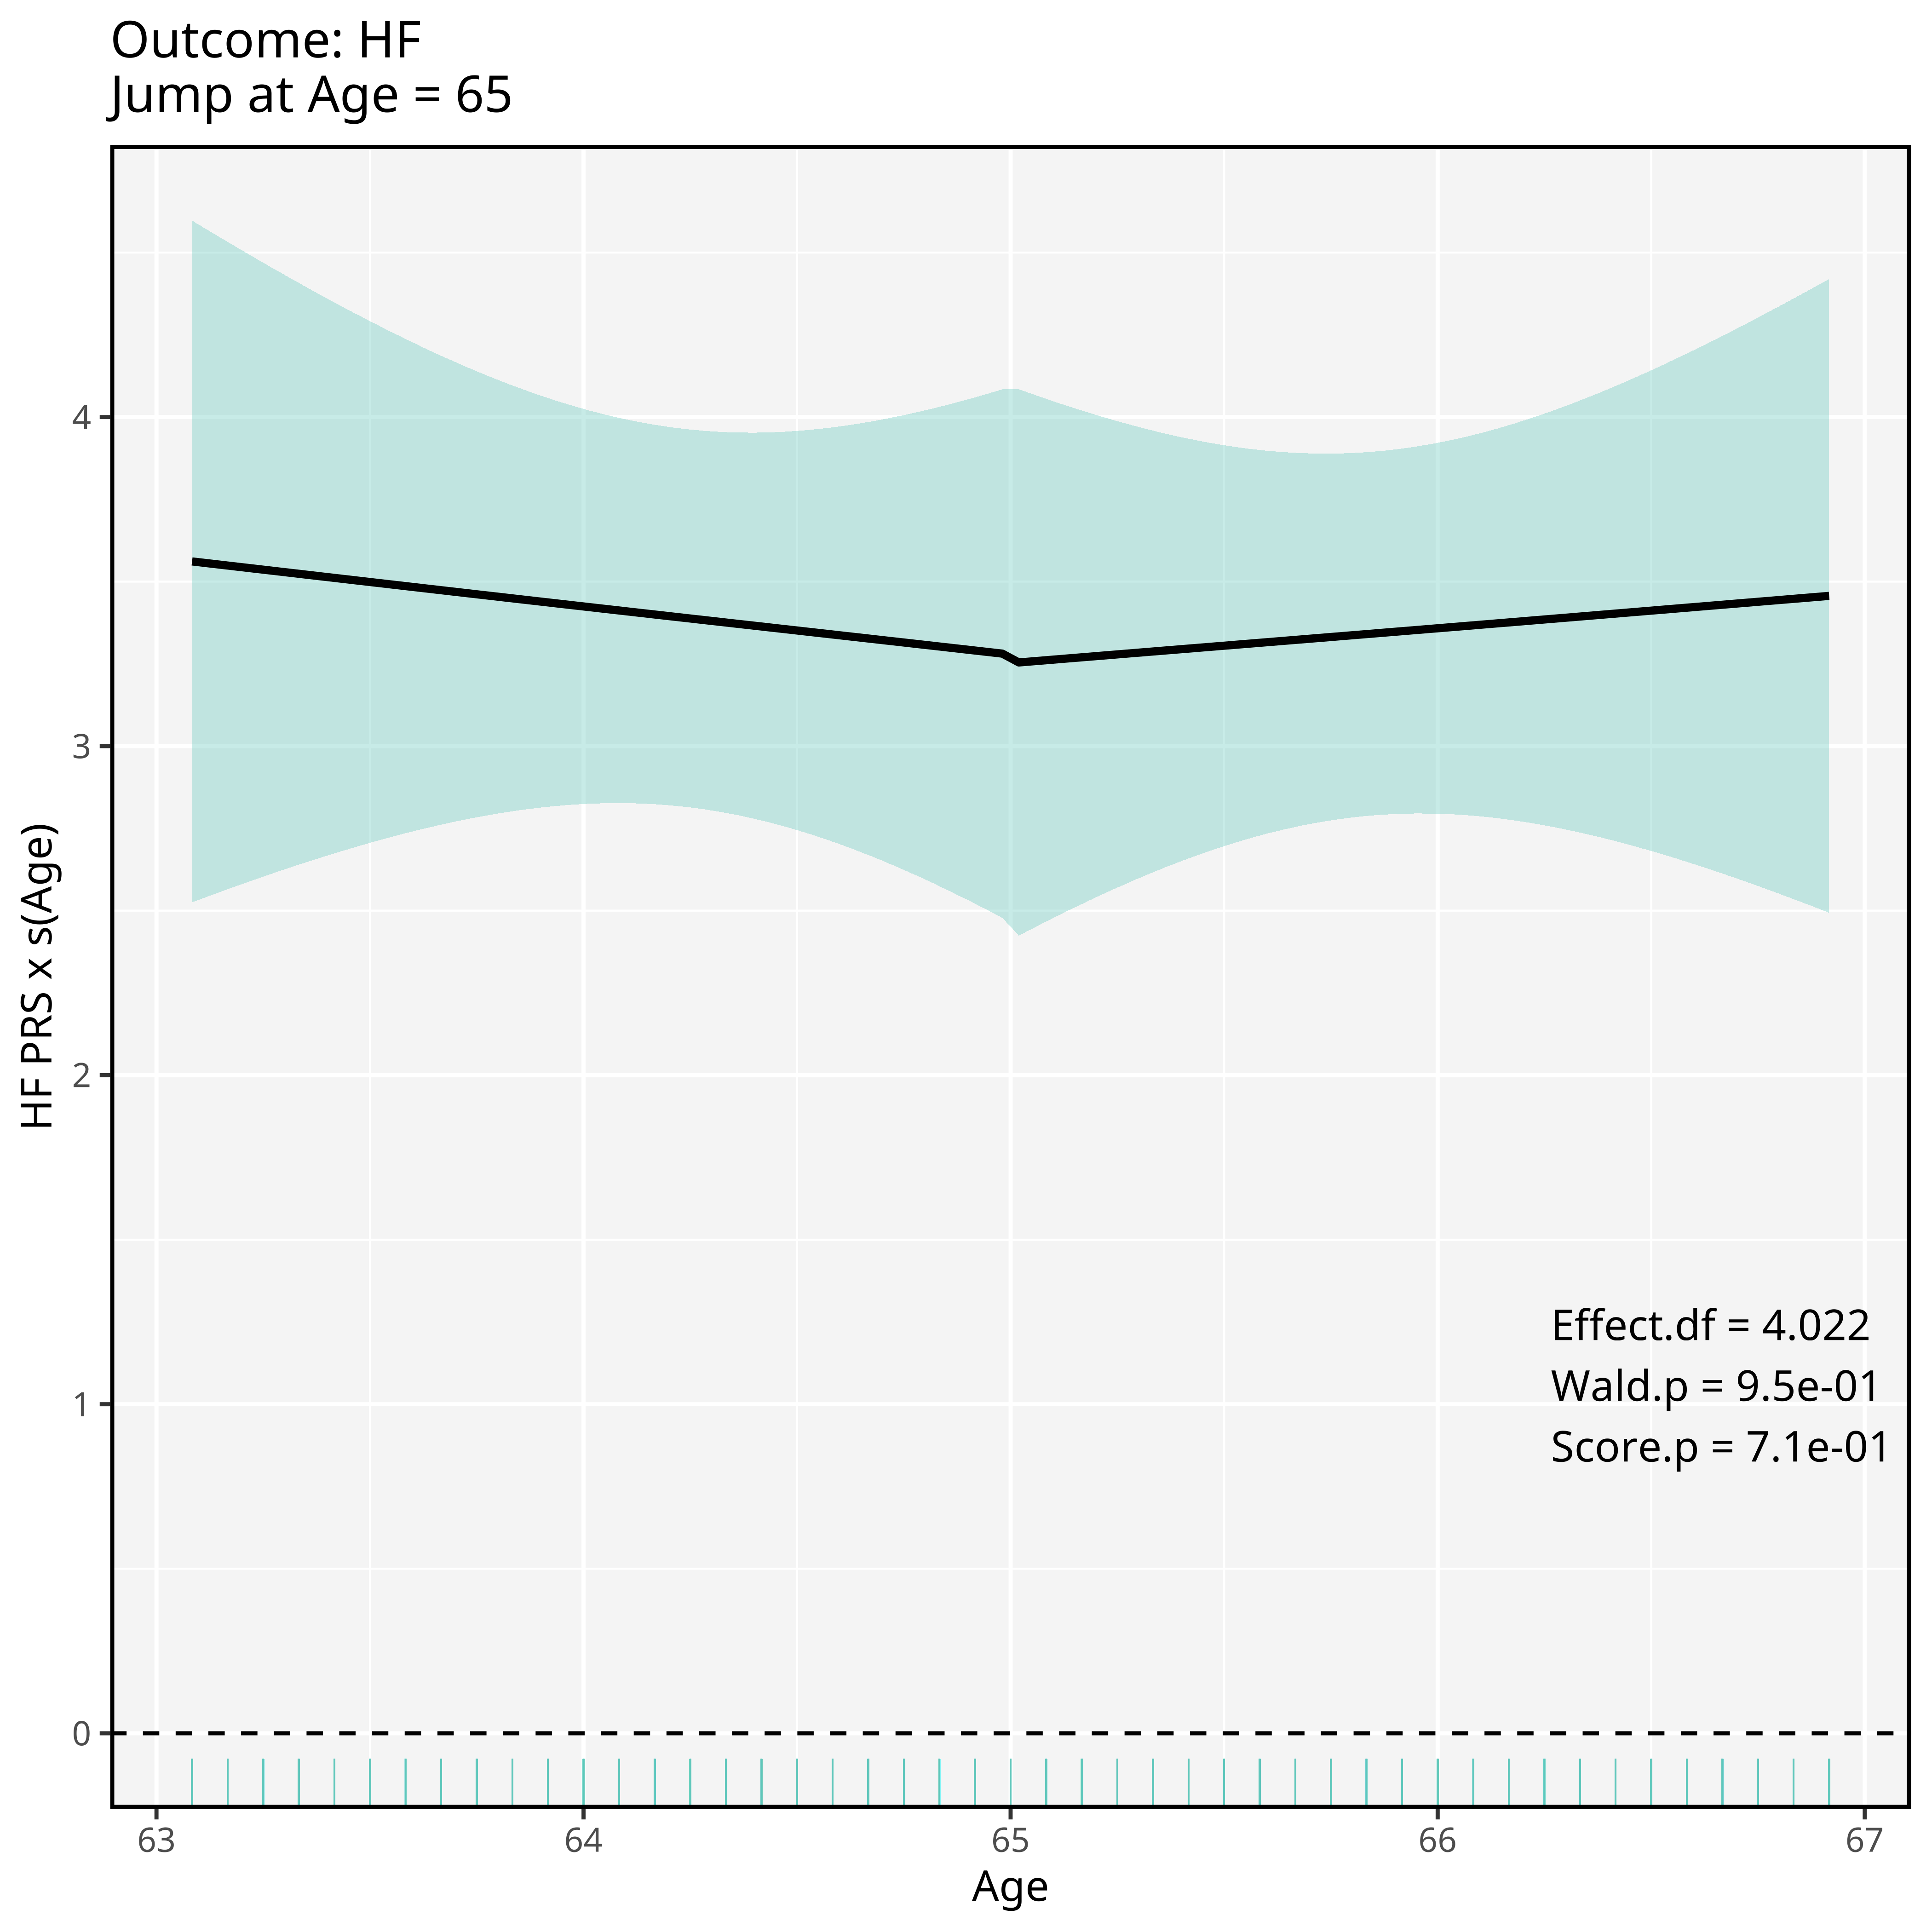 Outcome: HF
Jump at Age = 65
HF PRS x s(Age)
4
3
2
1
0
Effect.df = 4.022
Wald.p = 9.5e-01
Score.p = 7.1e-01
63 64 65 66 67
Age